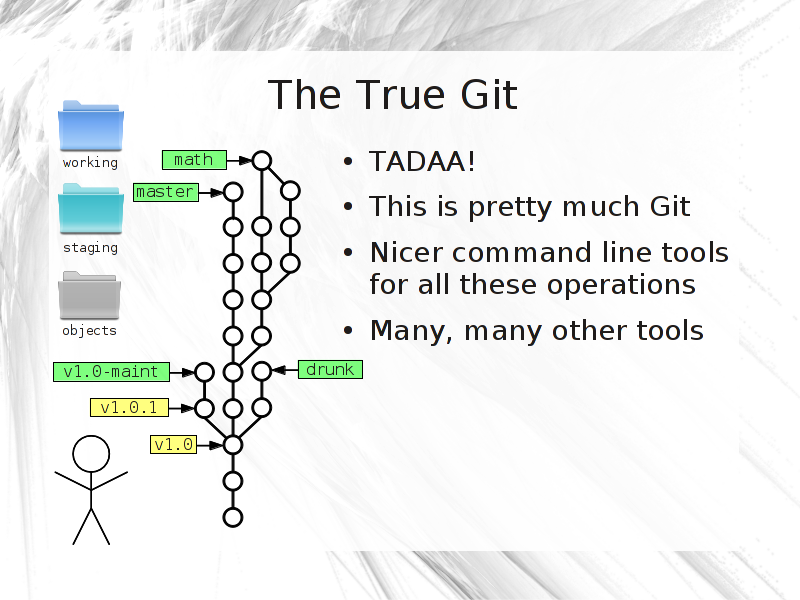 The True Git
working
staging
objects
math
master
v1.0-maint
drunk
v1.0.1
v1.0
• TADAA!
• This is pretty much Git
• Nicer command line tools
for all these operations
• Many, many other tools